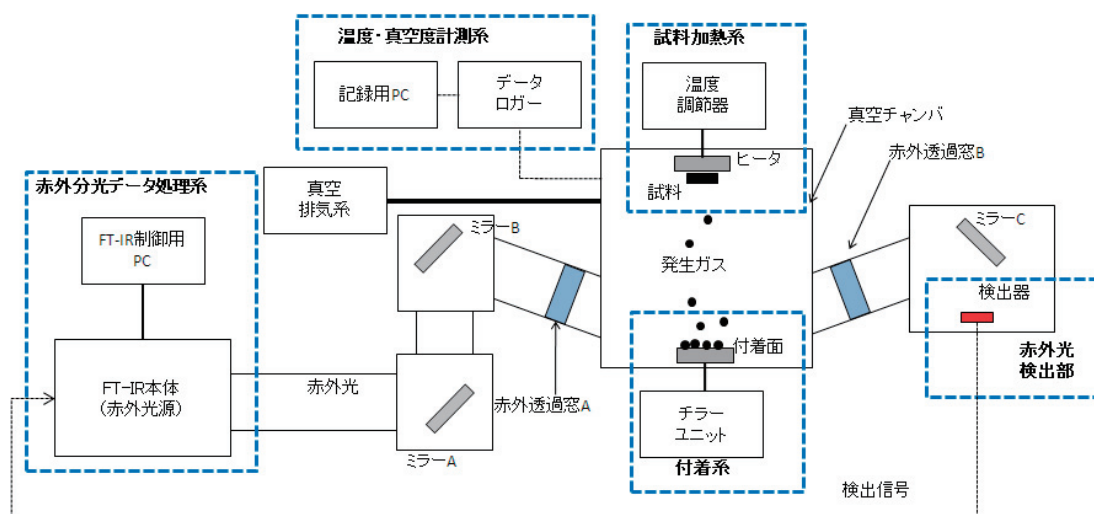 温度・真空度計測系
記録用PC
データ
ロガー
試料加熱系
温度
調節器
ヒータ
試料
真空チャンバ
赤外透過窓B
赤外分光データ処理系
FT-IR制御用
PC
FT-IR本体
(赤外光源)
真空
排気系
ミラーB
赤外光
ミラーA
赤外透過窓A
発生ガス
付着面
チラー
ユニット
付着系
ミラーC
検出器
赤外光
検出部
検出信号